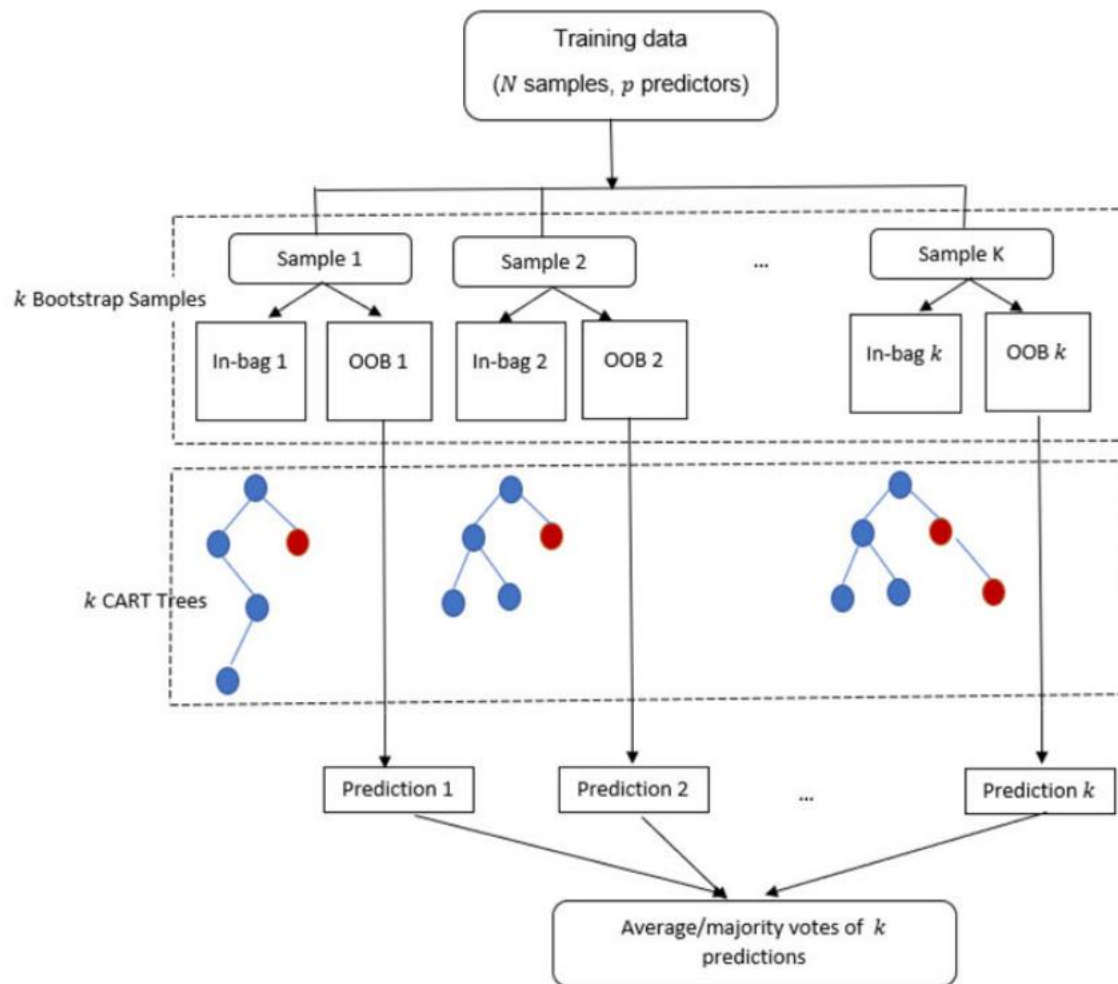 Training data
(N samples, p predictors)
Sample 1
Sample 2
...
Sample K
k Bootstrap Samples
In-bag 1
OOB 1
In-bag 2
OOB 2
In-bag k
OOB k
k CART Trees
Prediction 1
Prediction 2
...
Prediction k
Average/majority votes of k
predictions